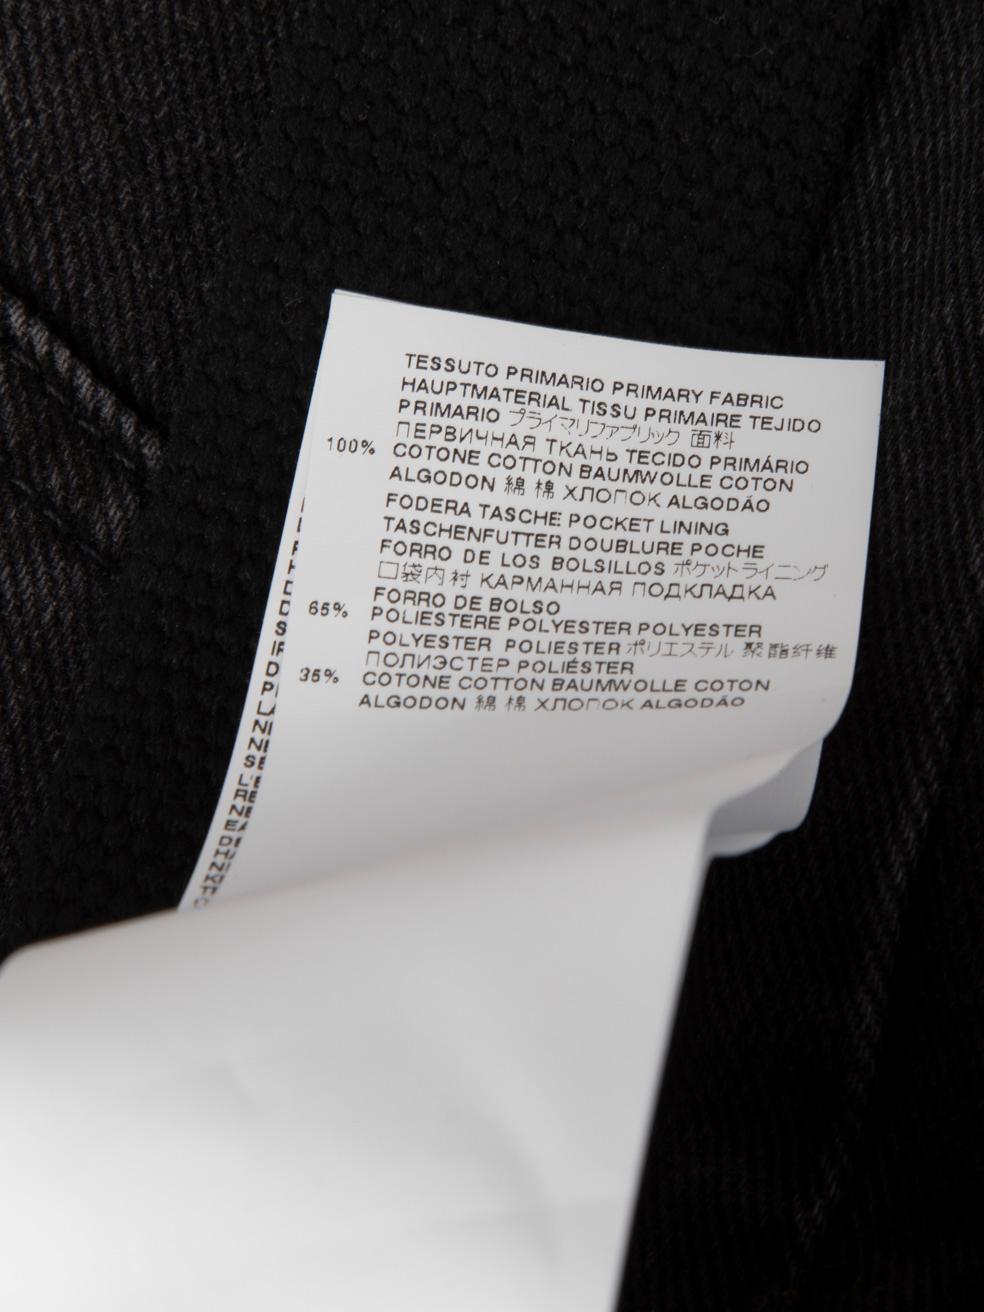 TESSUTO PRIMARIO PRIMARY FABRIC
HAUPTMATERIAL TISSU PRIMAIRE TEJIDO
PRIMARIO プライマリファブリック 面料
ПЕРВИЧНАЯ ТКАНЬ TECIDO PRIMÁRIO
100% COTONE COTTON BAUMWOLLE COTON
ALGODON 綿 棉 ХЛОПОК ALGODÃO
FODERA TASCHE POCKET LINING
TASCHENFUTTER DOUBLURE POCHE
FORRO DE LOS BOLSILLOS ポケットライニング
口袋内衬 КАРМАННАЯ ПОДКЛАДКА
FORRO DE BOLSO
65% POLIESTERE POLYESTER POLYESTER
POLYESTER POLIESTER ポリエステル 聚酯纤维
ПОЛИЭСТЕР POLIÉSTER
35% COTONE COTTON BAUMWOLLE COTON
ALGODON 綿 棉 ХЛОПОК ALGODÃO